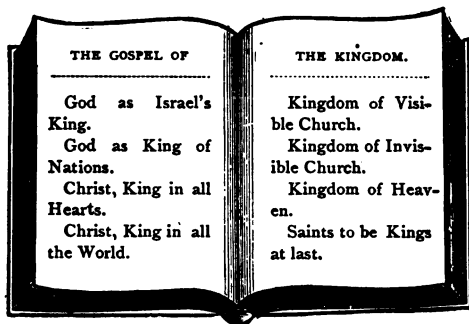 THE GOSPEL OF
God as Israel's
King.
God as King of
Nations.
Christ, King in all
Hearts.
Christ, King in all
the World.
THE KINGDOM.
Kingdom of Visi-
ble Church.
Kingdom of Invis-
ible Church.
Kingdom of Heav-
en.
Saints to be Kings
at last.